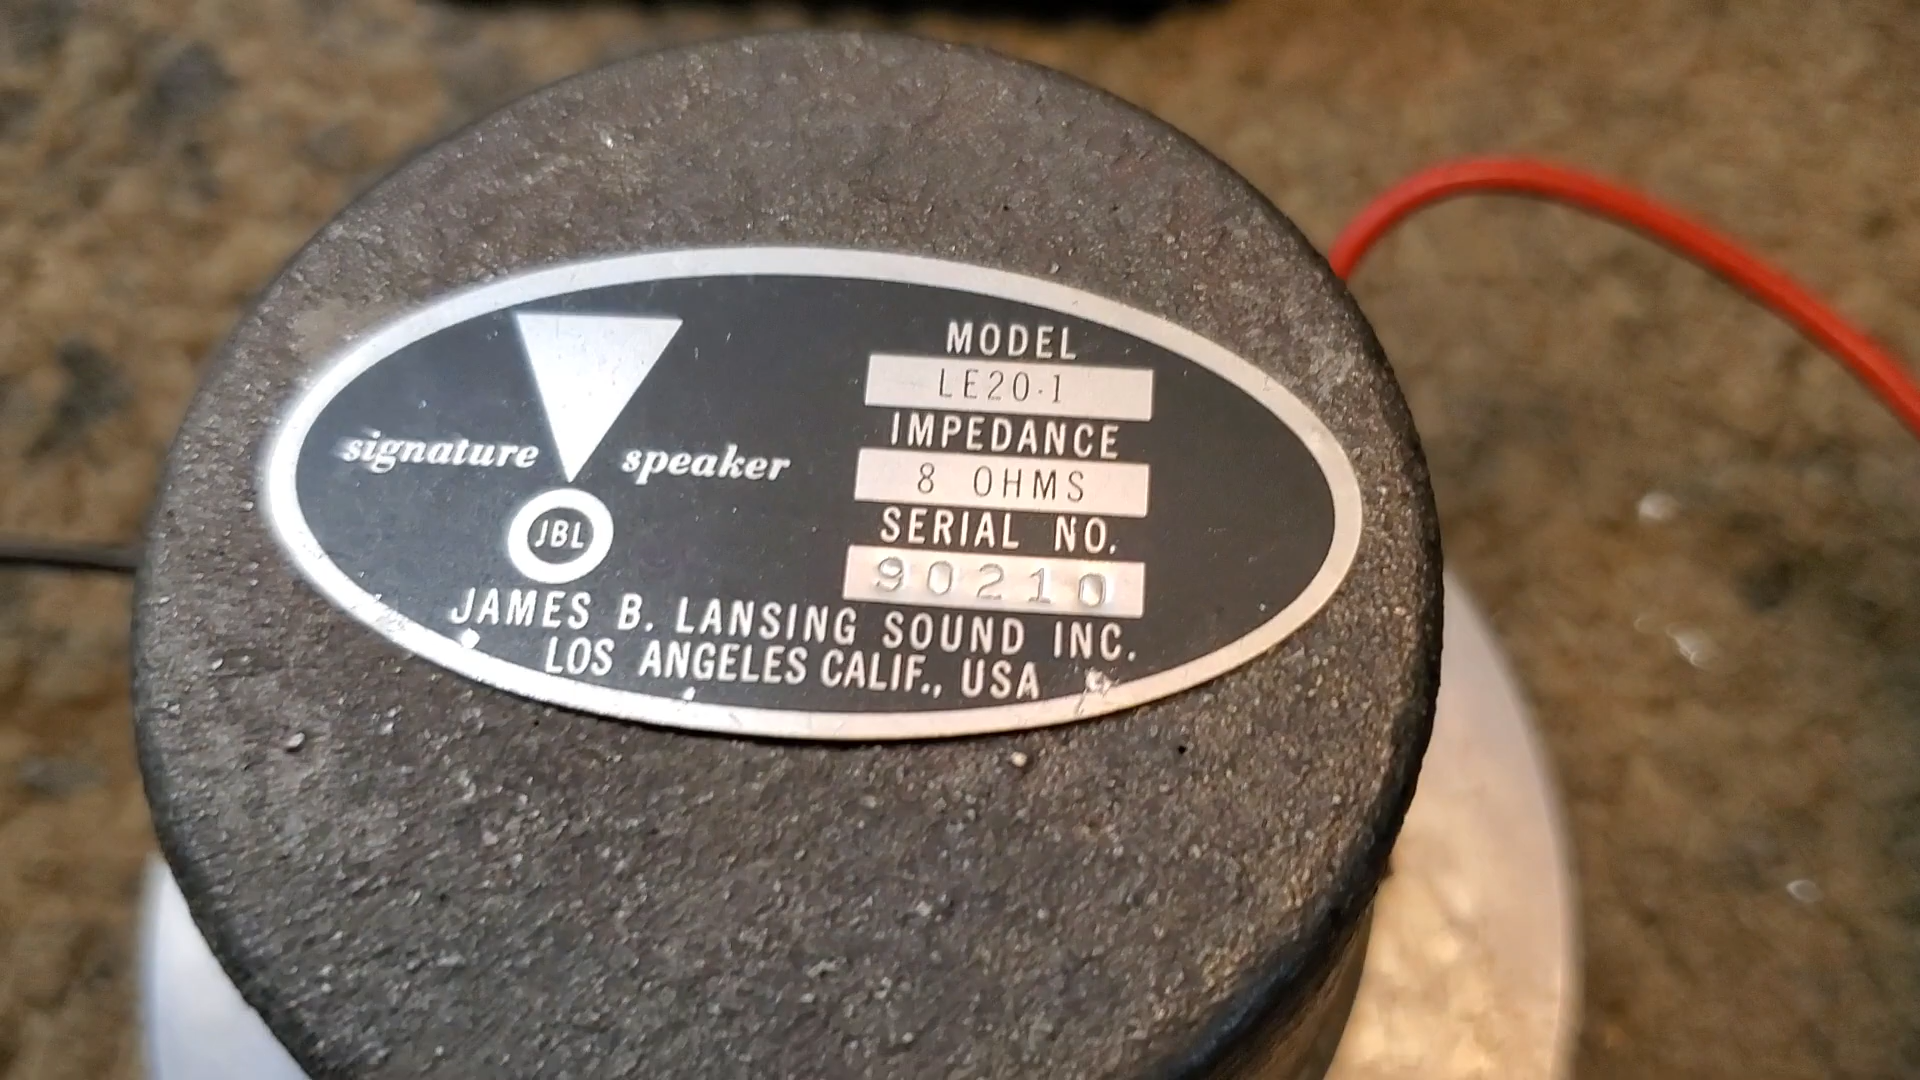 signature speaker
JBL
MODEL
LE20-1
IMPEDANCE
8 OHMS
SERIAL NO.
90210
JAMES B. LANSING SOUND INC.
LOS ANGELES CALIF., USA